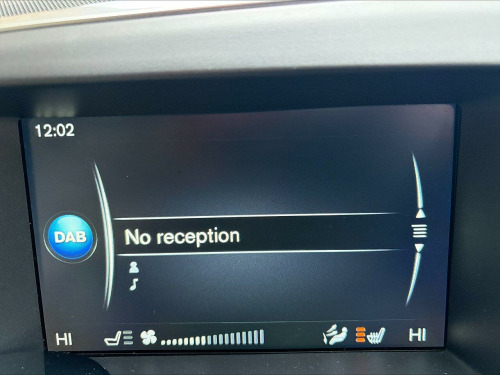 12:02
DAB
No reception
HI
HI